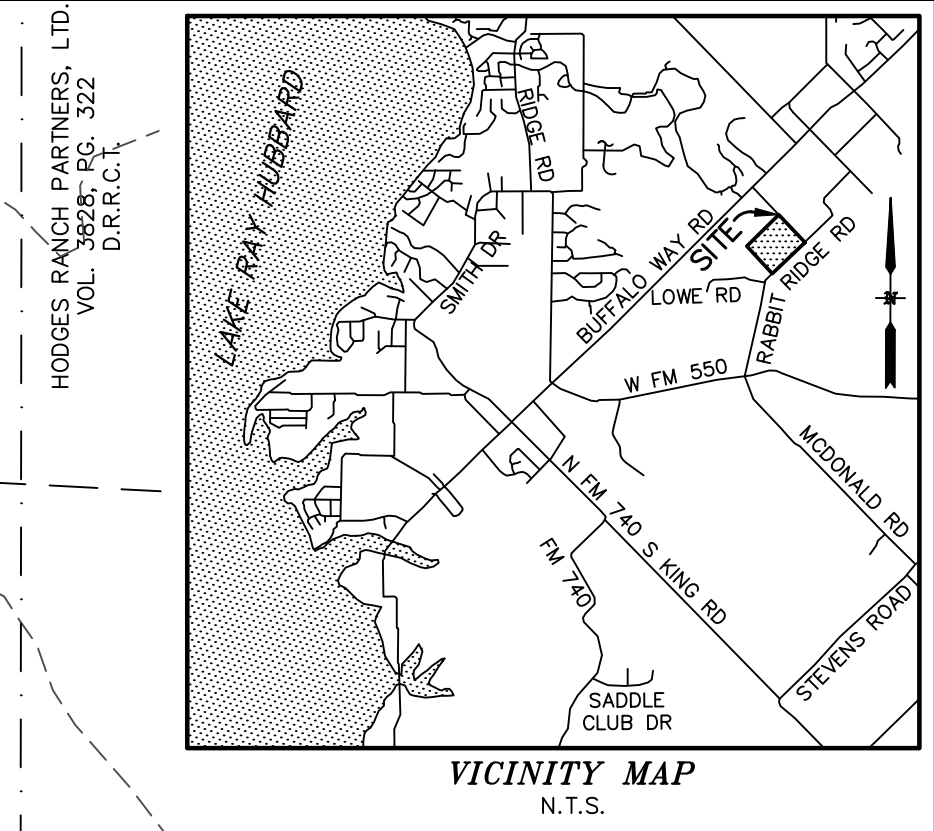 HODGES RANCH PARTNERS, LTD.
VOL. 3828, PG. 322
D.R.R.C.T.
LAKE RAY HUBBARD
RIDGE RD
SMITH DR
BUFFALO WAY RD
SITE
LOWE RD
RABBIT RIDGE RD
N
W FM 550
MCDONALD RD
N FM 740 S KING RD
FM 740
STEVENS ROAD
SADDLE
CLUB DR
VICINITY MAP
N.T.S.